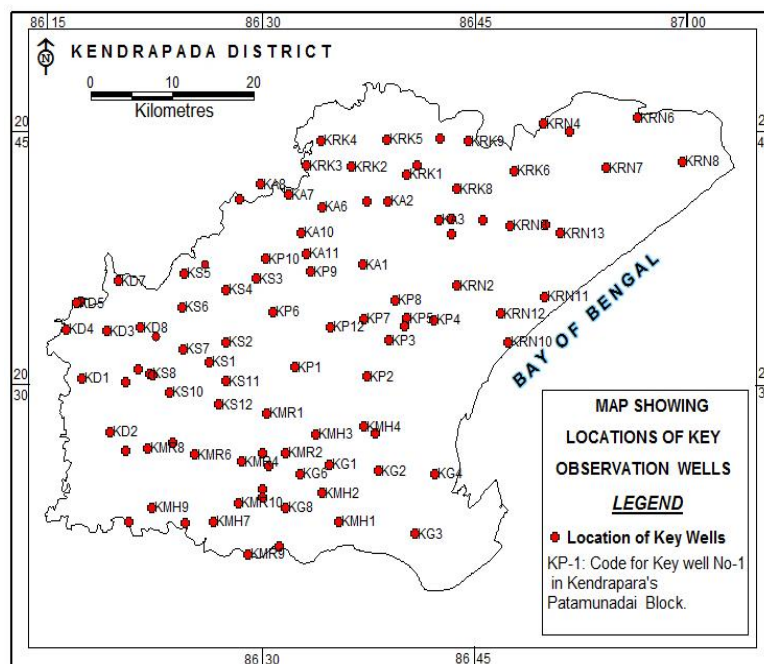 86 15
86 30
86 45
87 00
N
KENDRAPADA DISTRICT
0 10 20
Kilometres
KRN4
KRN6
2
45
KRK4
KRK5
KRK9
2
4
KRK3
KRK2
KRK1
KRK6
KRN7
KRN8
KA8
KA7
KRK8
KA6
KA2
KA3
KA10
KRN13
KP10
KA11
KP9
KA1
KS5
KD7
KS3
KS4
KRN2
KRN11
KD5
KS6
KP6
KP8
KRN12
KD4
KD3
KD8
KP12
KP7
KP5
KP4
KS7
KS2
KP3
KRN10
KS1
KP1
BAY OF BENGAL
20
30
KD1
KS8
KS11
KP2
2
3
KS10
KS12
KMR1
KD2
KMH3
KMH4
KMR8
KMR6
KMR4
KMR2
KG1
KG6
KG2
KG4
KMH9
KMR10
KMH2
KG8
KMH7
KMH1
KG3
KMR9
MAP SHOWING
LOCATIONS OF KEY
OBSERVATION WELLS
LEGEND
Location of Key Wells
KP-1: Code for Key well No-1
in Kendrapara's
Patamunadai Block.
86 30
86 45